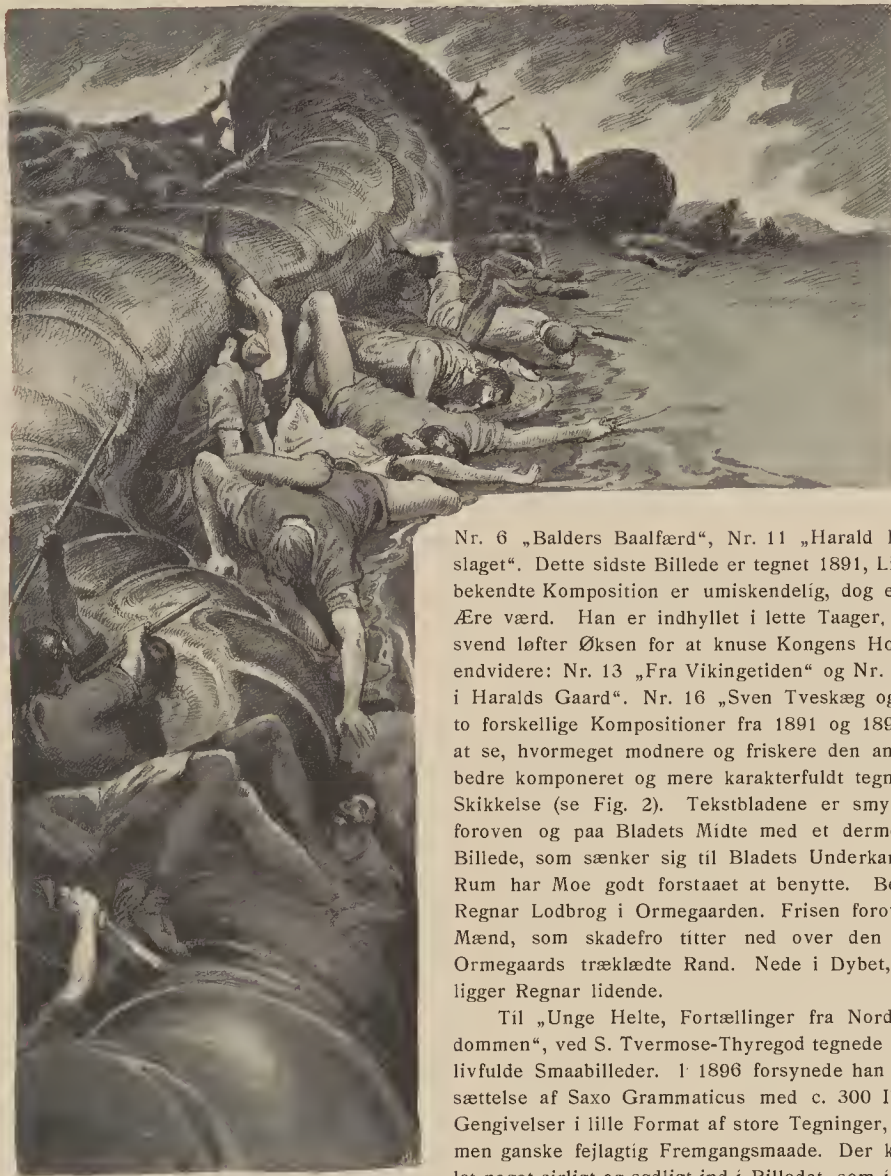 Nr. 6 „Balders Baalfærd“, Nr. 11 „Harald
slaget“. Dette sidste Billede er tegnet 1891,
bekendte Komposition er umiskendelig, dog
Ære værd. Han er indhyllet i lette Taager,
svend løfter Øksen for at knuse Kongens
endvidere: Nr. 13 „Fra Vikingetiden“ og Nr.
i Haralds Gaard“. Nr. 16 „Sven Tveskæg
to forskellige Kompositioner fra 1891 og
at se, hvormeget modnere og friskere den
bedre komponeret og mere karakterfuldt
Skikkelse (se Fig. 2). Tekstbladene er
foroven og paa Bladets Midte med et
Billede, som sænker sig til Bladets
Rum har Moe godt forstaaet at benytte.
Regnar Lodbrog i Ormegaarden. Frisen
Mænd, som skadefro titter ned over den
Ormegaards træklædte Rand. Nede i Dybet,
ligger Regnar lidende.
Til „Unge Helte, Fortællinger fra
dommen“, ved S. Tvermose-Thyregod tegnede
livfulde Smaabilleder. I 1896 forsynede han
sættelse af Saxo Grammaticus med c. 300
Gengivelser i lille Format af store Tegninger,
men ganske fejlagtig Fremgangsmaade. Der